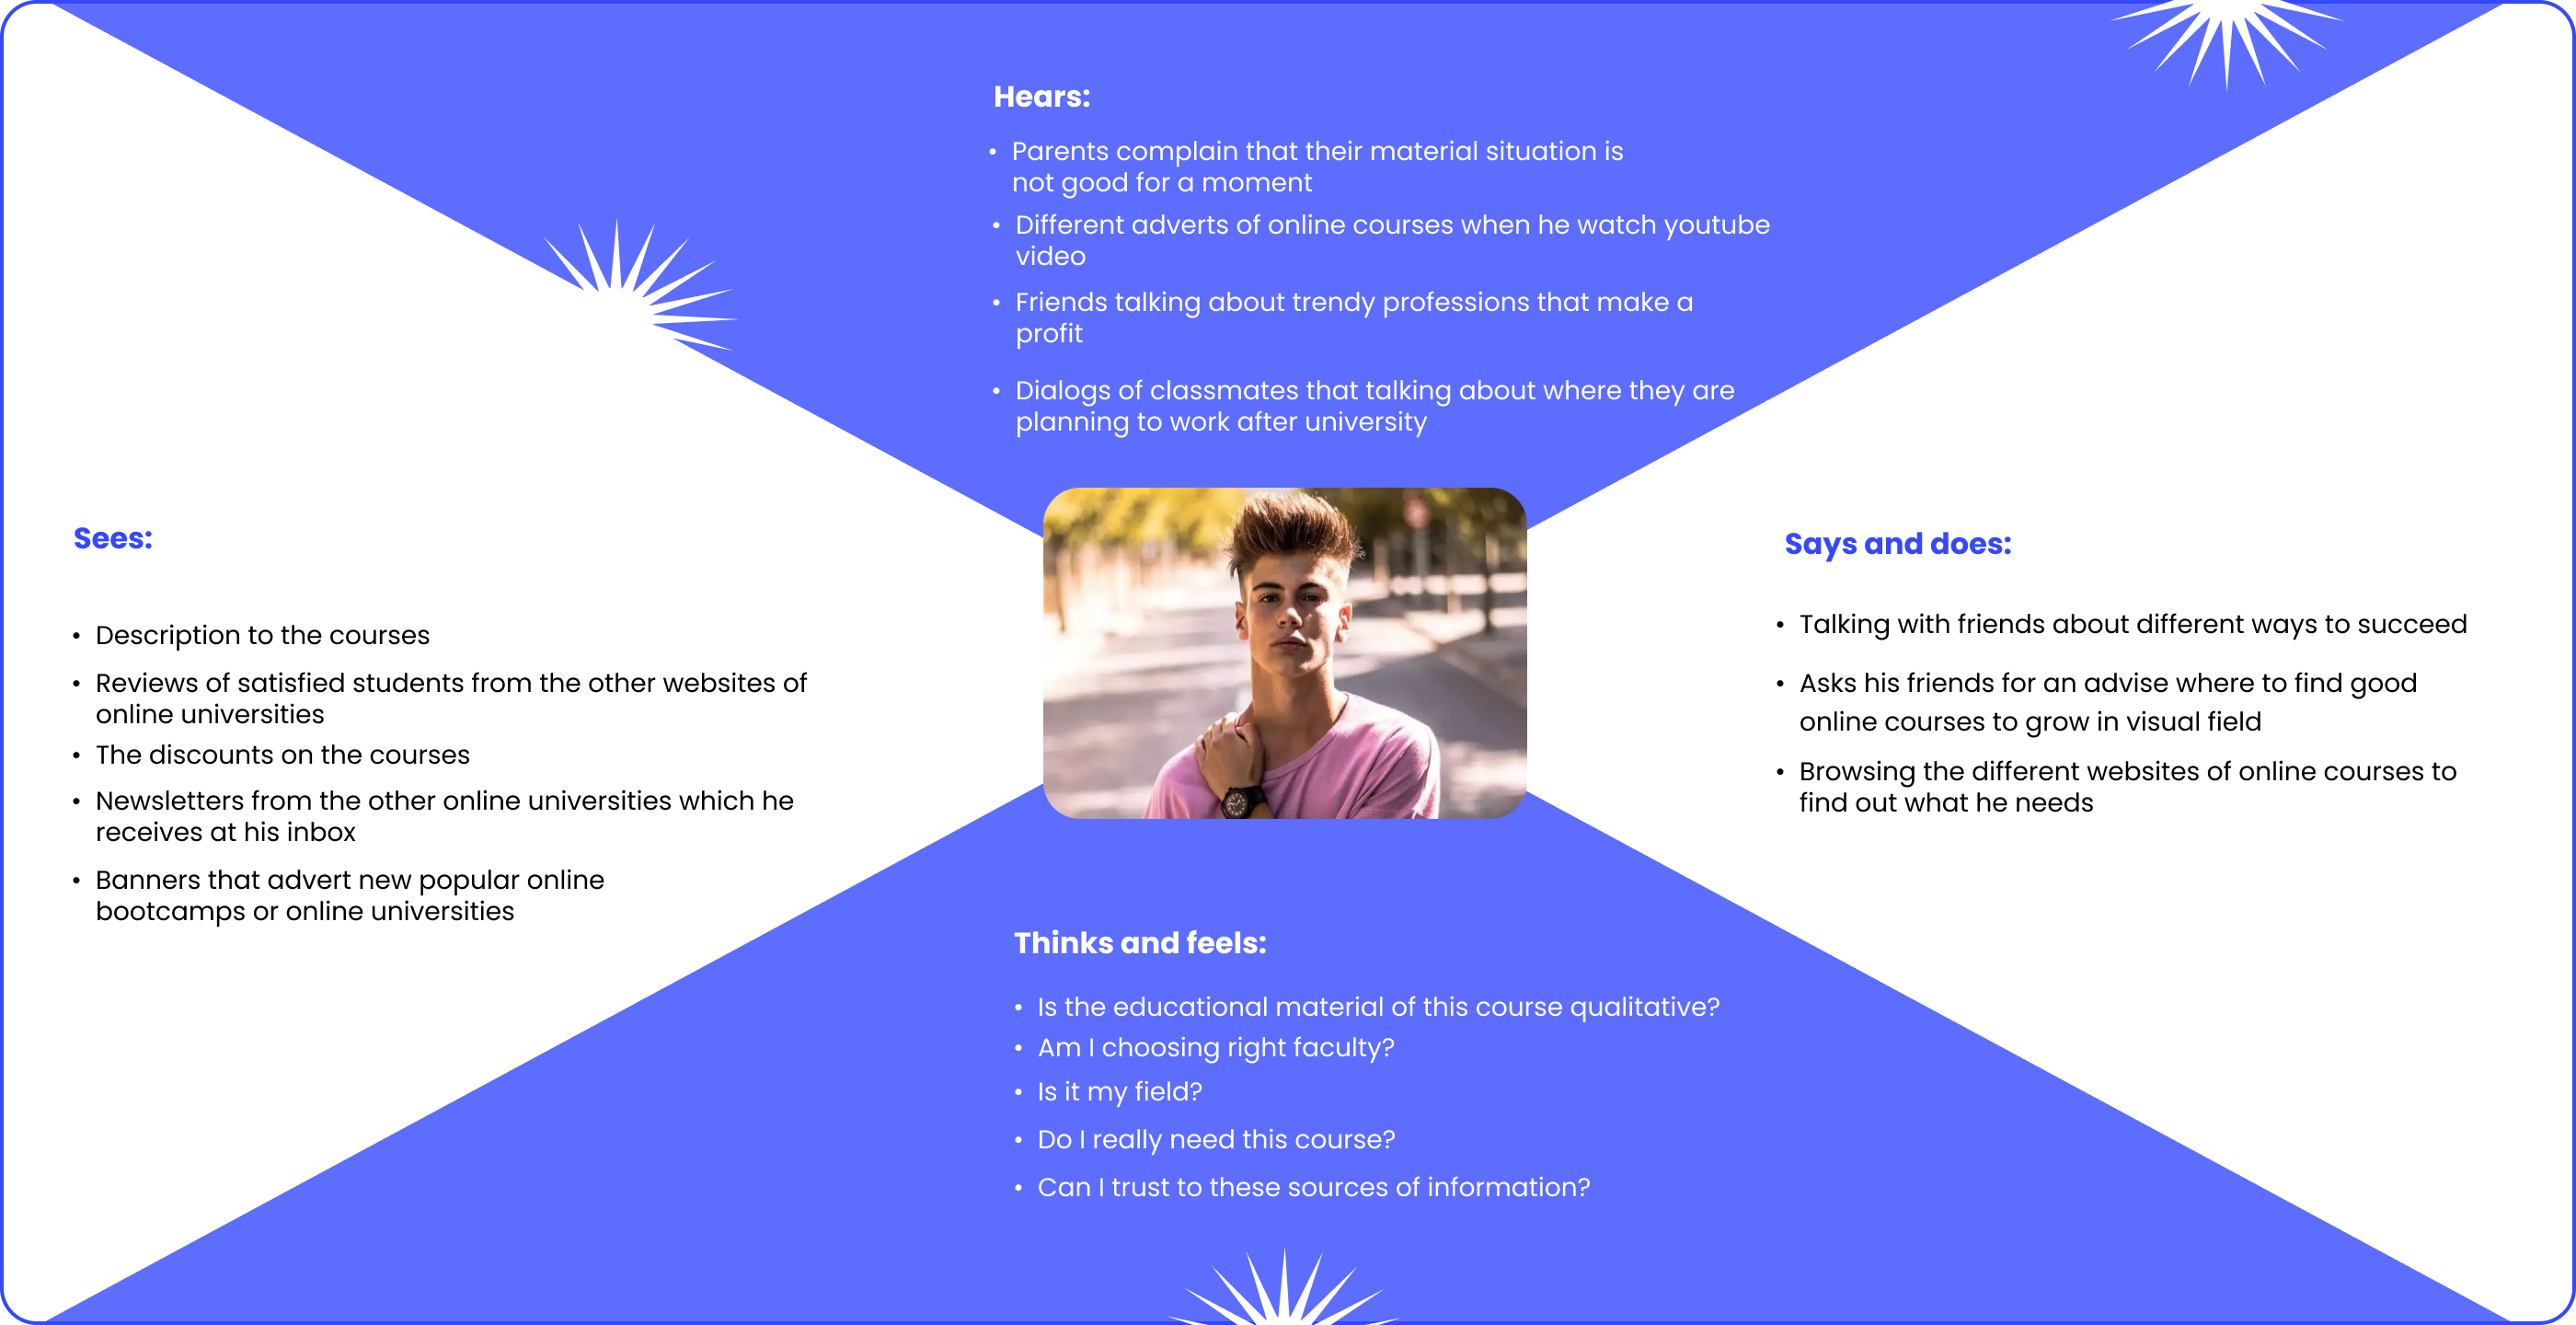 Hears:
• Parents complain that their material situation is
not good for a moment
• Different adverts of online courses when he watch youtube
video
• Friends talking about trendy professions that make a
profit
• Dialogs of classmates that talking about where they are
planning to work after university
Sees:
• Description to the courses
• Reviews of satisfied students from the other websites of
online universities
• The discounts on the courses
• Newsletters from the other online universities which he
receives at his inbox
• Banners that advert new popular online
bootcamps or online universities
Says and does:
• Talking with friends about different ways to succeed
• Asks his friends for an advise where to find good
online courses to grow in visual field
• Browsing the different websites of online courses to
find out what he needs
Thinks and feels:
• Is the educational material of this course qualitative?
• Am I choosing right faculty?
• Is it my field?
• Do I really need this course?
• Can I trust to these sources of information?